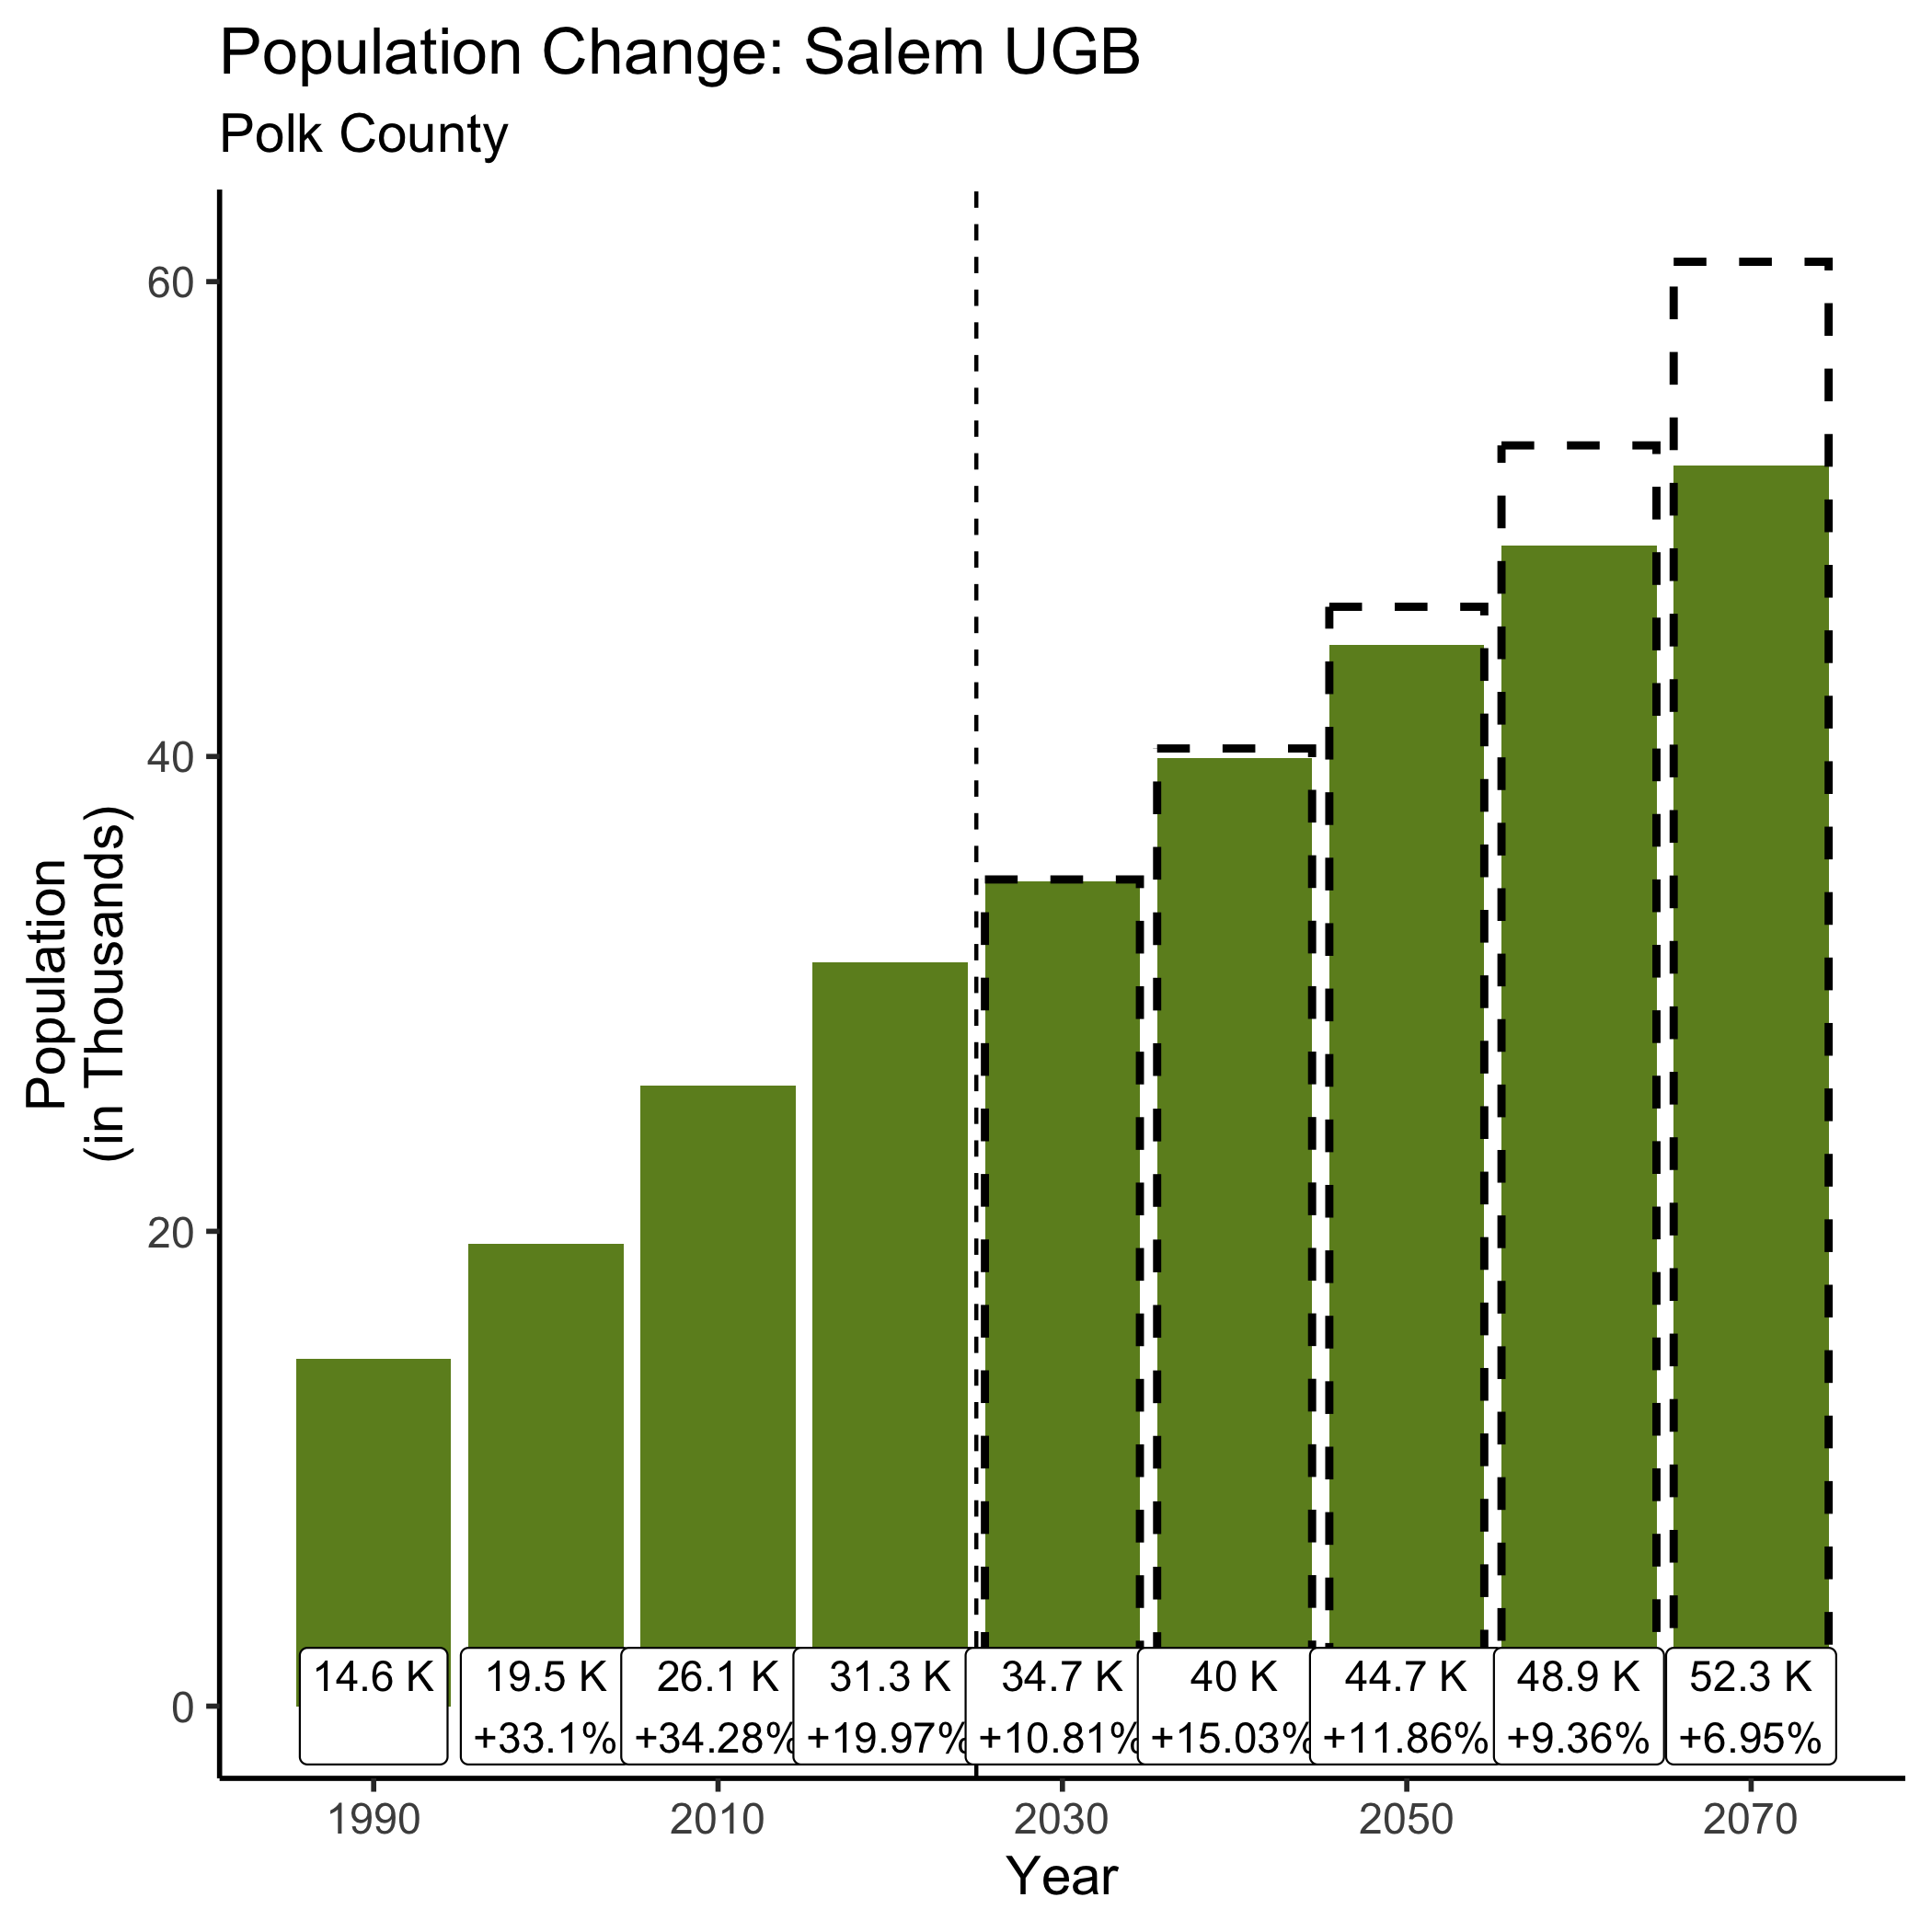 Population Change: Salem UGB
Polk County
Population
(in Thousands)
60
40
20
0
14.6 K
19.5 K
+33.1%
26.1 K
+34.28%
31.3 K
+19.97%
34.7 K
+10.81%
40 K
+15.03%
44.7 K
+11.86%
48.9 K
+9.36%
52.3 K
+6.95%
1990
2010
2030
2050
2070
Year